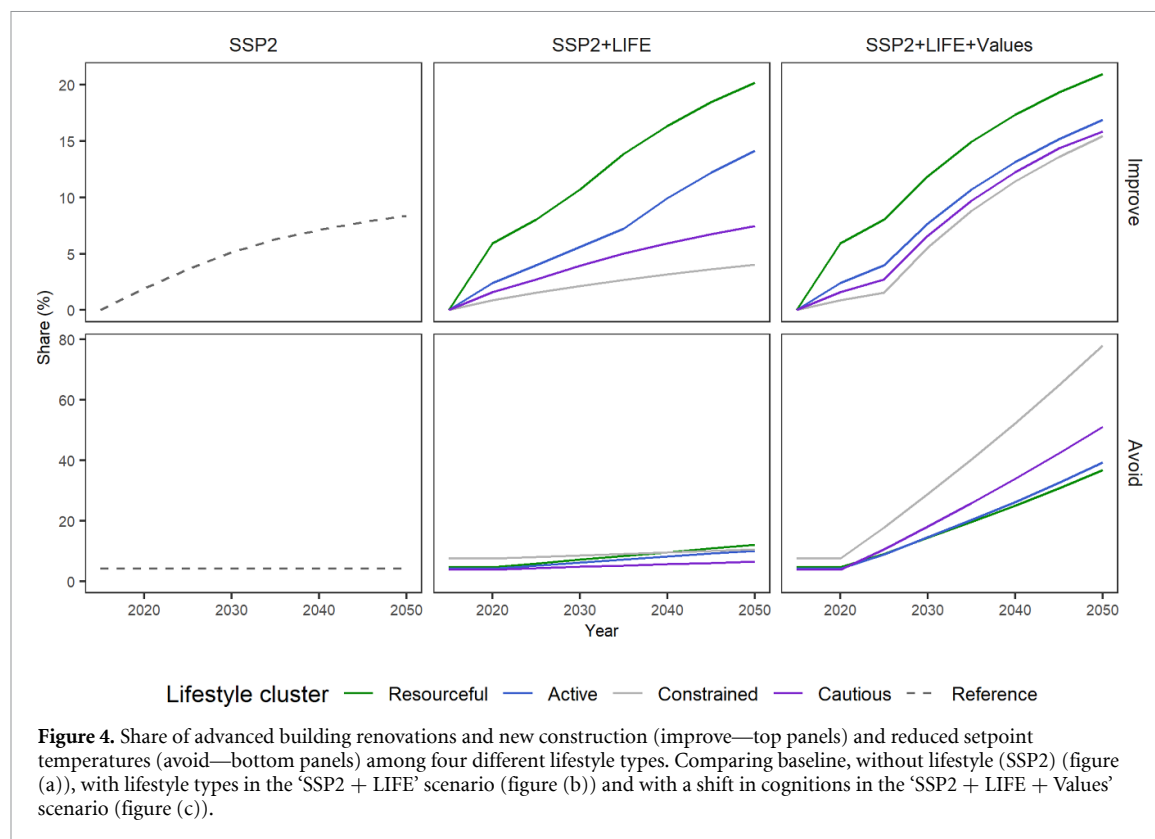 SSP2
SSP2+LIFE
SSP2+LIFE+Values
20
15
10
5
0
Improve
Share (%)
80
60
40
20
0
Avoid
2020 2030 2040 2050
2020 2030 2040 2050
2020 2030 2040 2050
Year
Lifestyle cluster Resourceful Active Constrained Cautious Reference
Figure 4. Share of advanced building renovations and new construction (improve—top panels) and reduced setpoint
temperatures (avoid—bottom panels) among four different lifestyle types. Comparing baseline, without lifestyle (SSP2) (figure
(a)), with lifestyle types in the ‘SSP2 + LIFE’ scenario (figure (b)) and with a shift in cognitions in the ‘SSP2 + LIFE + Values’
scenario (figure (c)).